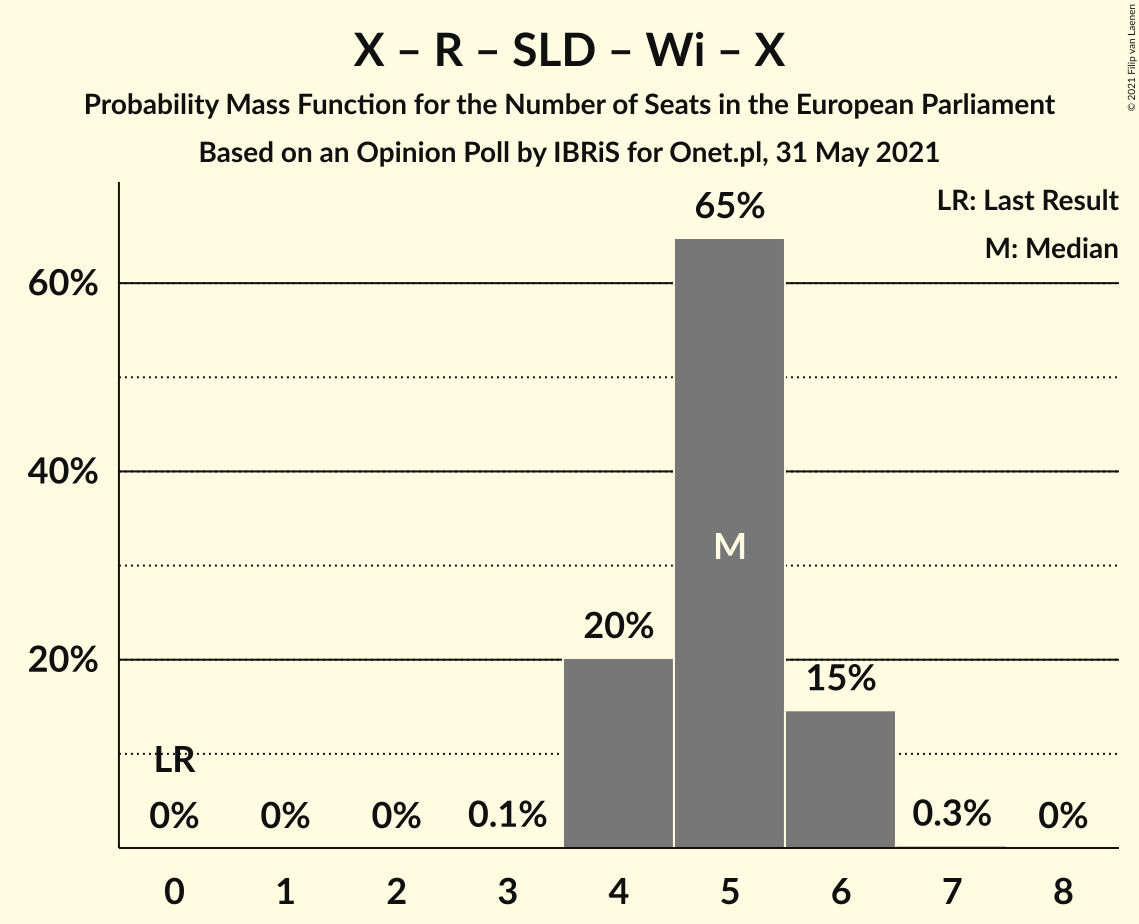 X – R – SLD – Wi – X
Probability Mass Function for the Number of Seats in the European Parliament
Based on an Opinion Poll by IBRiS for Onet.pl, 31 May 2021
© 2021 Filip van Laenen
LR: Last Result
M: Median
65%
60%
40%
M
20%
20%
15%
LR
0%
0%
0%
0.1%
0.3%
0%
0 1 2 3 4 5 6 7 8